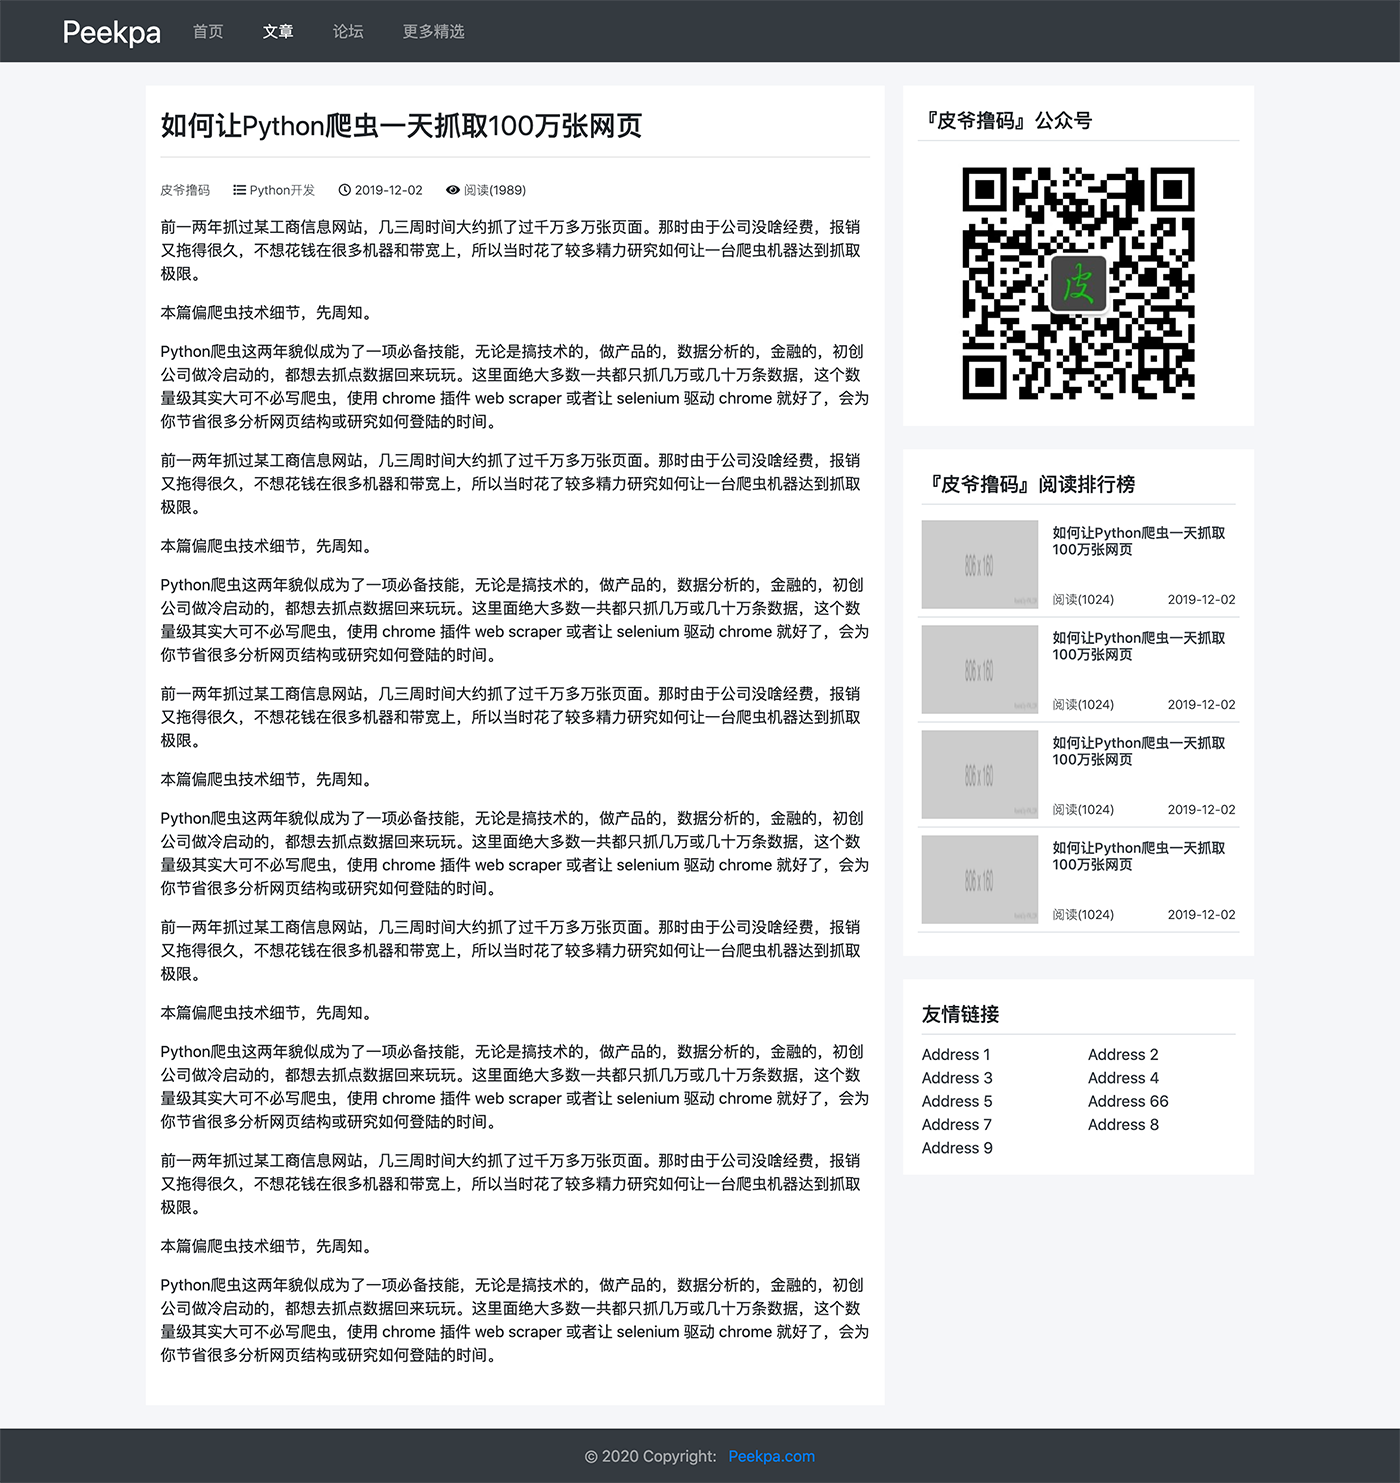 Peekpa 首页 文章 论坛 更多精选
如何让Python爬虫一天抓取100万张网页
皮爷撸码 Python开发 2019-12-02 阅读(1989)
前一两年抓过某工商信息网站，几三周时间大约抓了过千万多万张页面。那时由于公司没啥经费，报销
又拖得很久，不想花钱在很多机器和带宽上，所以当时花了较多精力研究如何让一台爬虫机器达到抓取
极限。
本篇偏爬虫技术细节，先周知。
Python爬虫这两年貌似成为了一项必备技能，无论是搞技术的，做产品的，数据分析的，金融的，初创
公司做冷启动的，都想去抓点数据回来玩玩。这里面绝大多数一共都只抓几万或几十万条数据，这个数
量级其实大可不必写爬虫，使用 chrome 插件 web scraper 或者让 selenium 驱动 chrome 就好了，会为
你节省很多分析网页结构或研究如何登陆的时间。
前一两年抓过某工商信息网站，几三周时间大约抓了过千万多万张页面。那时由于公司没啥经费，报销
又拖得很久，不想花钱在很多机器和带宽上，所以当时花了较多精力研究如何让一台爬虫机器达到抓取
极限。
本篇偏爬虫技术细节，先周知。
Python爬虫这两年貌似成为了一项必备技能，无论是搞技术的，做产品的，数据分析的，金融的，初创
公司做冷启动的，都想去抓点数据回来玩玩。这里面绝大多数一共都只抓几万或几十万条数据，这个数
量级其实大可不必写爬虫，使用 chrome 插件 web scraper 或者让 selenium 驱动 chrome 就好了，会为
你节省很多分析网页结构或研究如何登陆的时间。
前一两年抓过某工商信息网站，几三周时间大约抓了过千万多万张页面。那时由于公司没啥经费，报销
又拖得很久，不想花钱在很多机器和带宽上，所以当时花了较多精力研究如何让一台爬虫机器达到抓取
极限。
本篇偏爬虫技术细节，先周知。
Python爬虫这两年貌似成为了一项必备技能，无论是搞技术的，做产品的，数据分析的，金融的，初创
公司做冷启动的，都想去抓点数据回来玩玩。这里面绝大多数一共都只抓几万或几十万条数据，这个数
量级其实大可不必写爬虫，使用 chrome 插件 web scraper 或者让 selenium 驱动 chrome 就好了，会为
你节省很多分析网页结构或研究如何登陆的时间。
前一两年抓过某工商信息网站，几三周时间大约抓了过千万多万张页面。那时由于公司没啥经费，报销
又拖得很久，不想花钱在很多机器和带宽上，所以当时花了较多精力研究如何让一台爬虫机器达到抓取
极限。
本篇偏爬虫技术细节，先周知。
Python爬虫这两年貌似成为了一项必备技能，无论是搞技术的，做产品的，数据分析的，金融的，初创
公司做冷启动的，都想去抓点数据回来玩玩。这里面绝大多数一共都只抓几万或几十万条数据，这个数
量级其实大可不必写爬虫，使用 chrome 插件 web scraper 或者让 selenium 驱动 chrome 就好了，会为
你节省很多分析网页结构或研究如何登陆的时间。
前一两年抓过某工商信息网站，几三周时间大约抓了过千万多万张页面。那时由于公司没啥经费，报销
又拖得很久，不想花钱在很多机器和带宽上，所以当时花了较多精力研究如何让一台爬虫机器达到抓取
极限。
本篇偏爬虫技术细节，先周知。
Python爬虫这两年貌似成为了一项必备技能，无论是搞技术的，做产品的，数据分析的，金融的，初创
公司做冷启动的，都想去抓点数据回来玩玩。这里面绝大多数一共都只抓几万或几十万条数据，这个数
量级其实大可不必写爬虫，使用 chrome 插件 web scraper 或者让 selenium 驱动 chrome 就好了，会为
你节省很多分析网页结构或研究如何登陆的时间。
『皮爷撸码』公众号
皮
『皮爷撸码』阅读排行榜
806 x 160
如何让Python爬虫一天抓取
100万张网页
阅读(1024) 2019-12-02
806 x 160
如何让Python爬虫一天抓取
100万张网页
阅读(1024) 2019-12-02
806 x 160
如何让Python爬虫一天抓取
100万张网页
阅读(1024) 2019-12-02
806 x 160
如何让Python爬虫一天抓取
100万张网页
阅读(1024) 2019-12-02
友情链接
Address 1 Address 2
Address 3 Address 4
Address 5 Address 66
Address 7 Address 8
Address 9
© 2020 Copyright: Peekpa.com